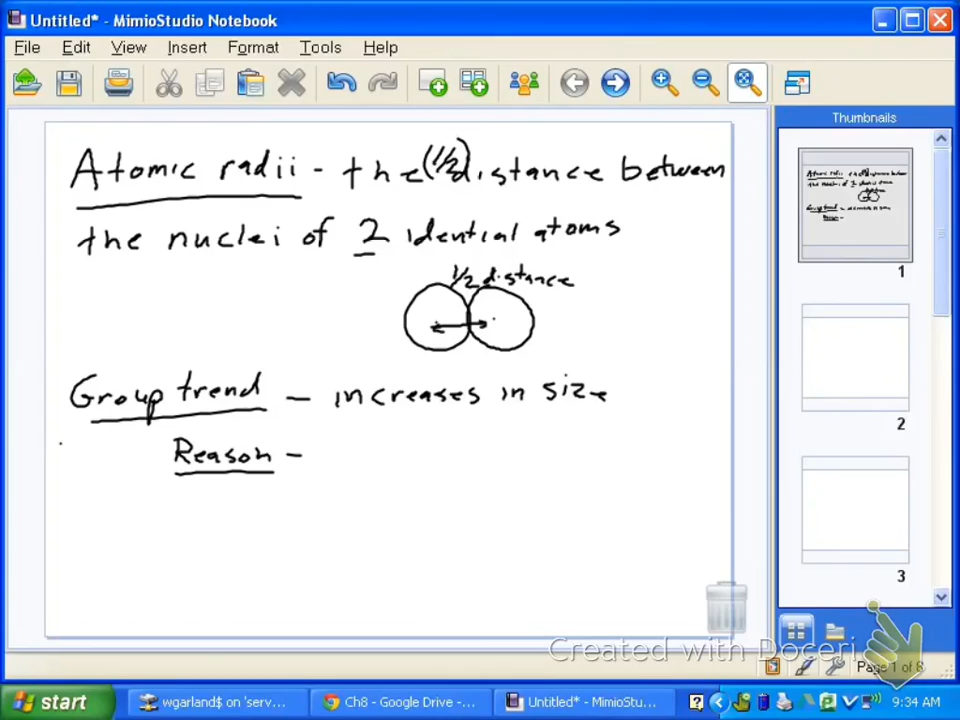 Untitled* - MimioStudio Notebook
File Edit View Insert Format Tools Help
Thumbnails
Atomic radii - the (1/2) distance between
the nuclei of 2 idential atoms
1/2 distance
Group trend - increases in size
Reason -
1
2
3
Created with Doceri
Page 1 of 8
start wgarland$ on 'serv... Ch8 - Google Drive -... Untitled* - MimioStu... 9:34 AM